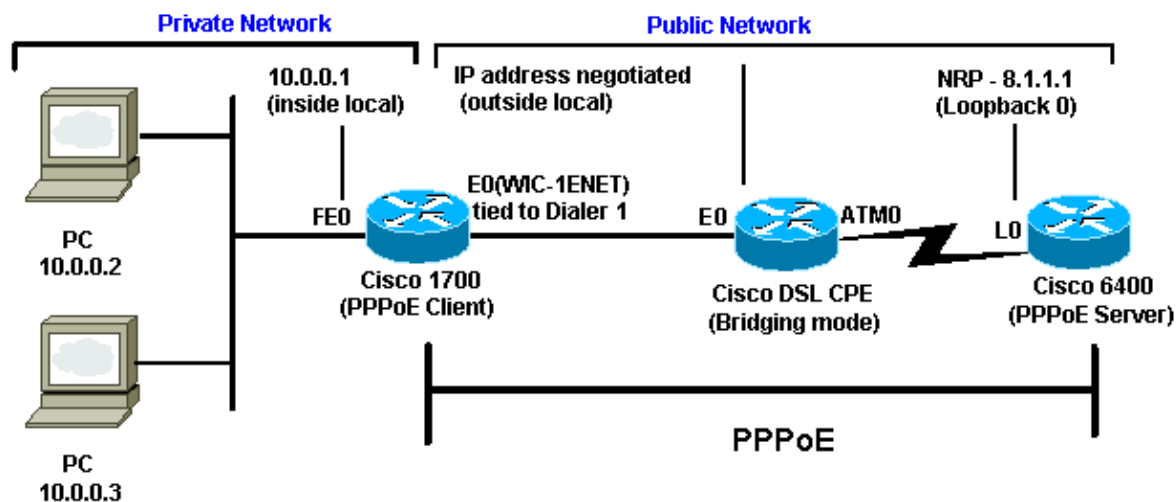 Private Network
Public Network
10.0.0.1
(inside local)
IP address negotiated
(outside local)
NRP - 8.1.1.1
(Loopback 0)
E0(WIC-1ENET)
tied to Dialer 1
FE0
E0
ATM0
L0
PC
10.0.0.2
Cisco 1700
(PPPoE Client)
Cisco DSL CPE
(Bridging mode)
Cisco 6400
(PPPoE Server)
PPPoE
PC
10.0.0.3